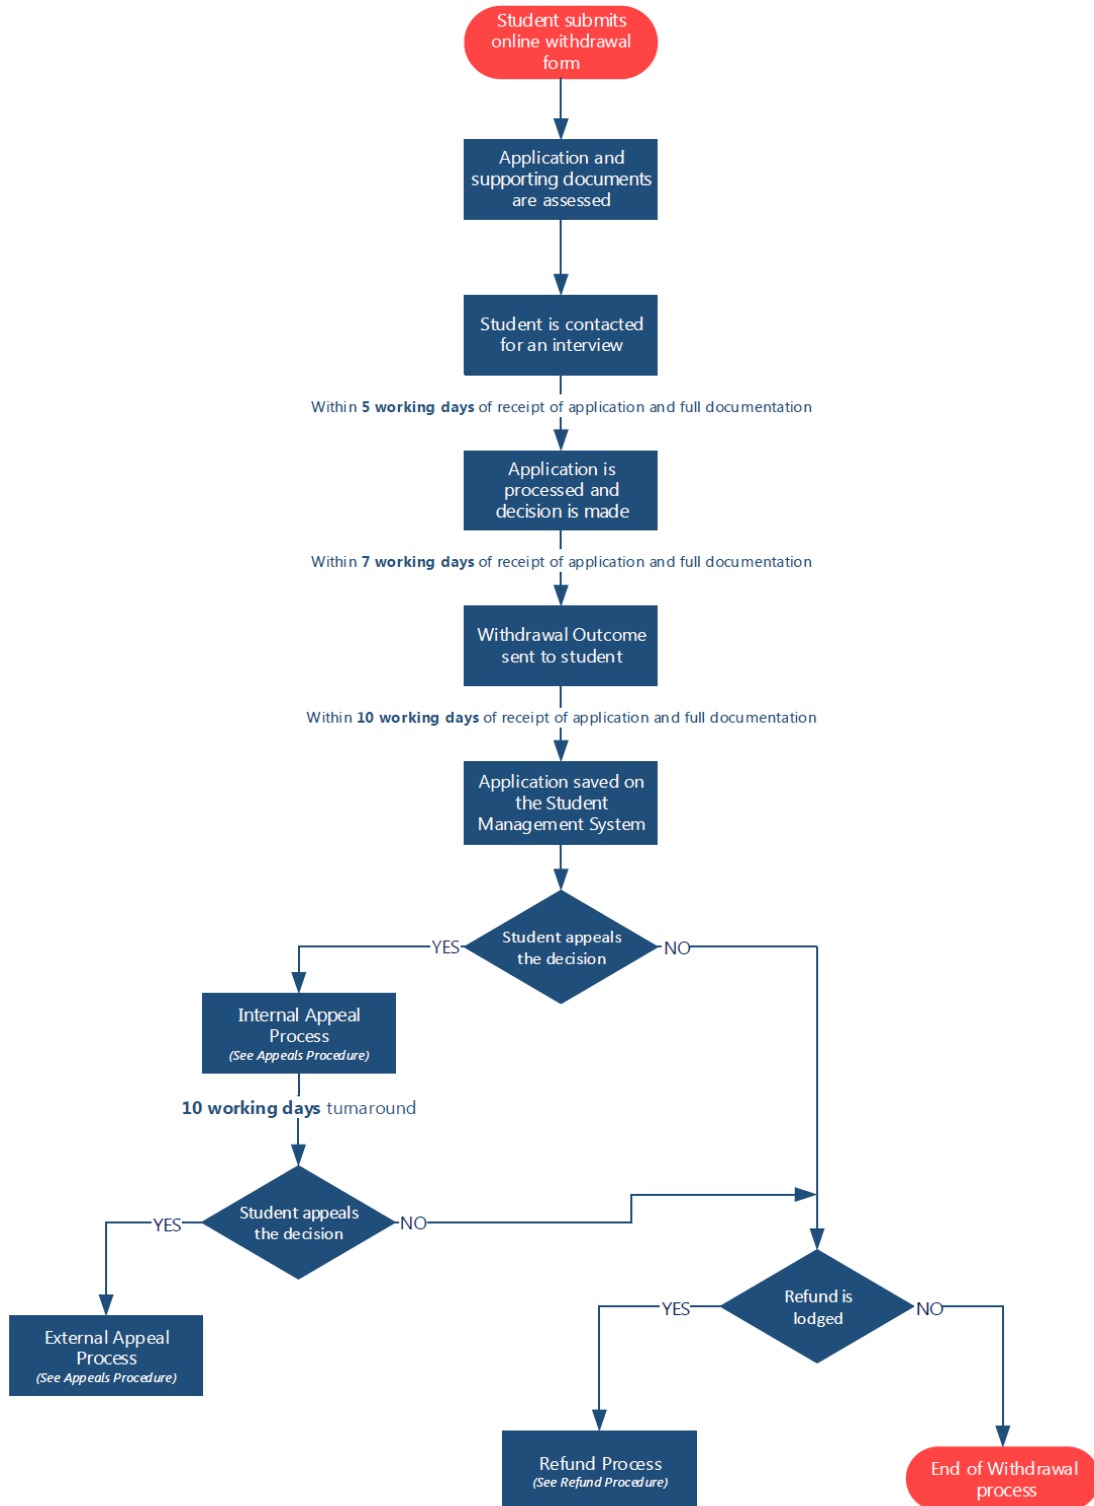 Student submits
online withdrawal
form
Application and
supporting documents
are assessed
Student is contacted
for an interview
Within 5 working days of receipt of application and full documentation
Application is
processed and
decision is made
Within 7 working days of receipt of application and full documentation
Withdrawal Outcome
sent to student
Within 10 working days of receipt of application and full documentation
Application saved on
the Student
Management System
Student appeals
the decision
YES
NO
Internal Appeal
Process
(See Appeals Procedure)
10 working days turnaround
Student appeals
the decision
YES
NO
External Appeal
Process
(See Appeals Procedure)
Refund is
lodged
YES
NO
Refund Process
(See Refund Procedure)
End of Withdrawal
process